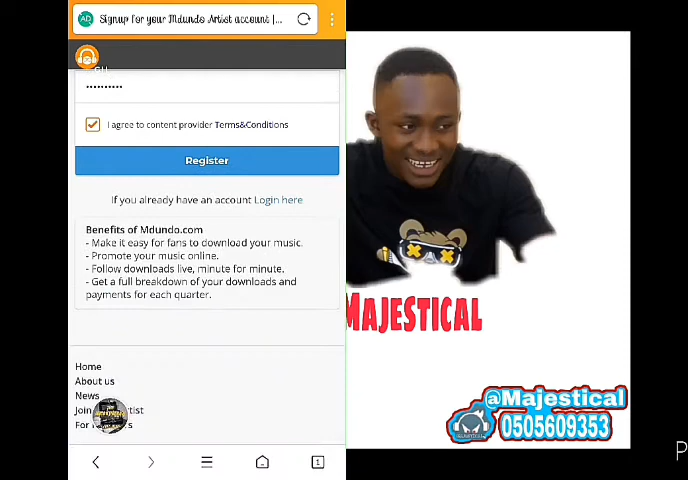 Signup for your Mdundo Artist account |...
••••••••••
I agree to content provider Terms&Conditions
Register
If you already have an account Login here
Benefits of Mdundo.com
- Make it easy for fans to download your music.
- Promote your music online.
- Follow downloads live, minute for minute.
- Get a full breakdown of your downloads and
payments for each quarter.
Home
About us
News
1
MAJESTICAL
@Majestical
0505609353
P